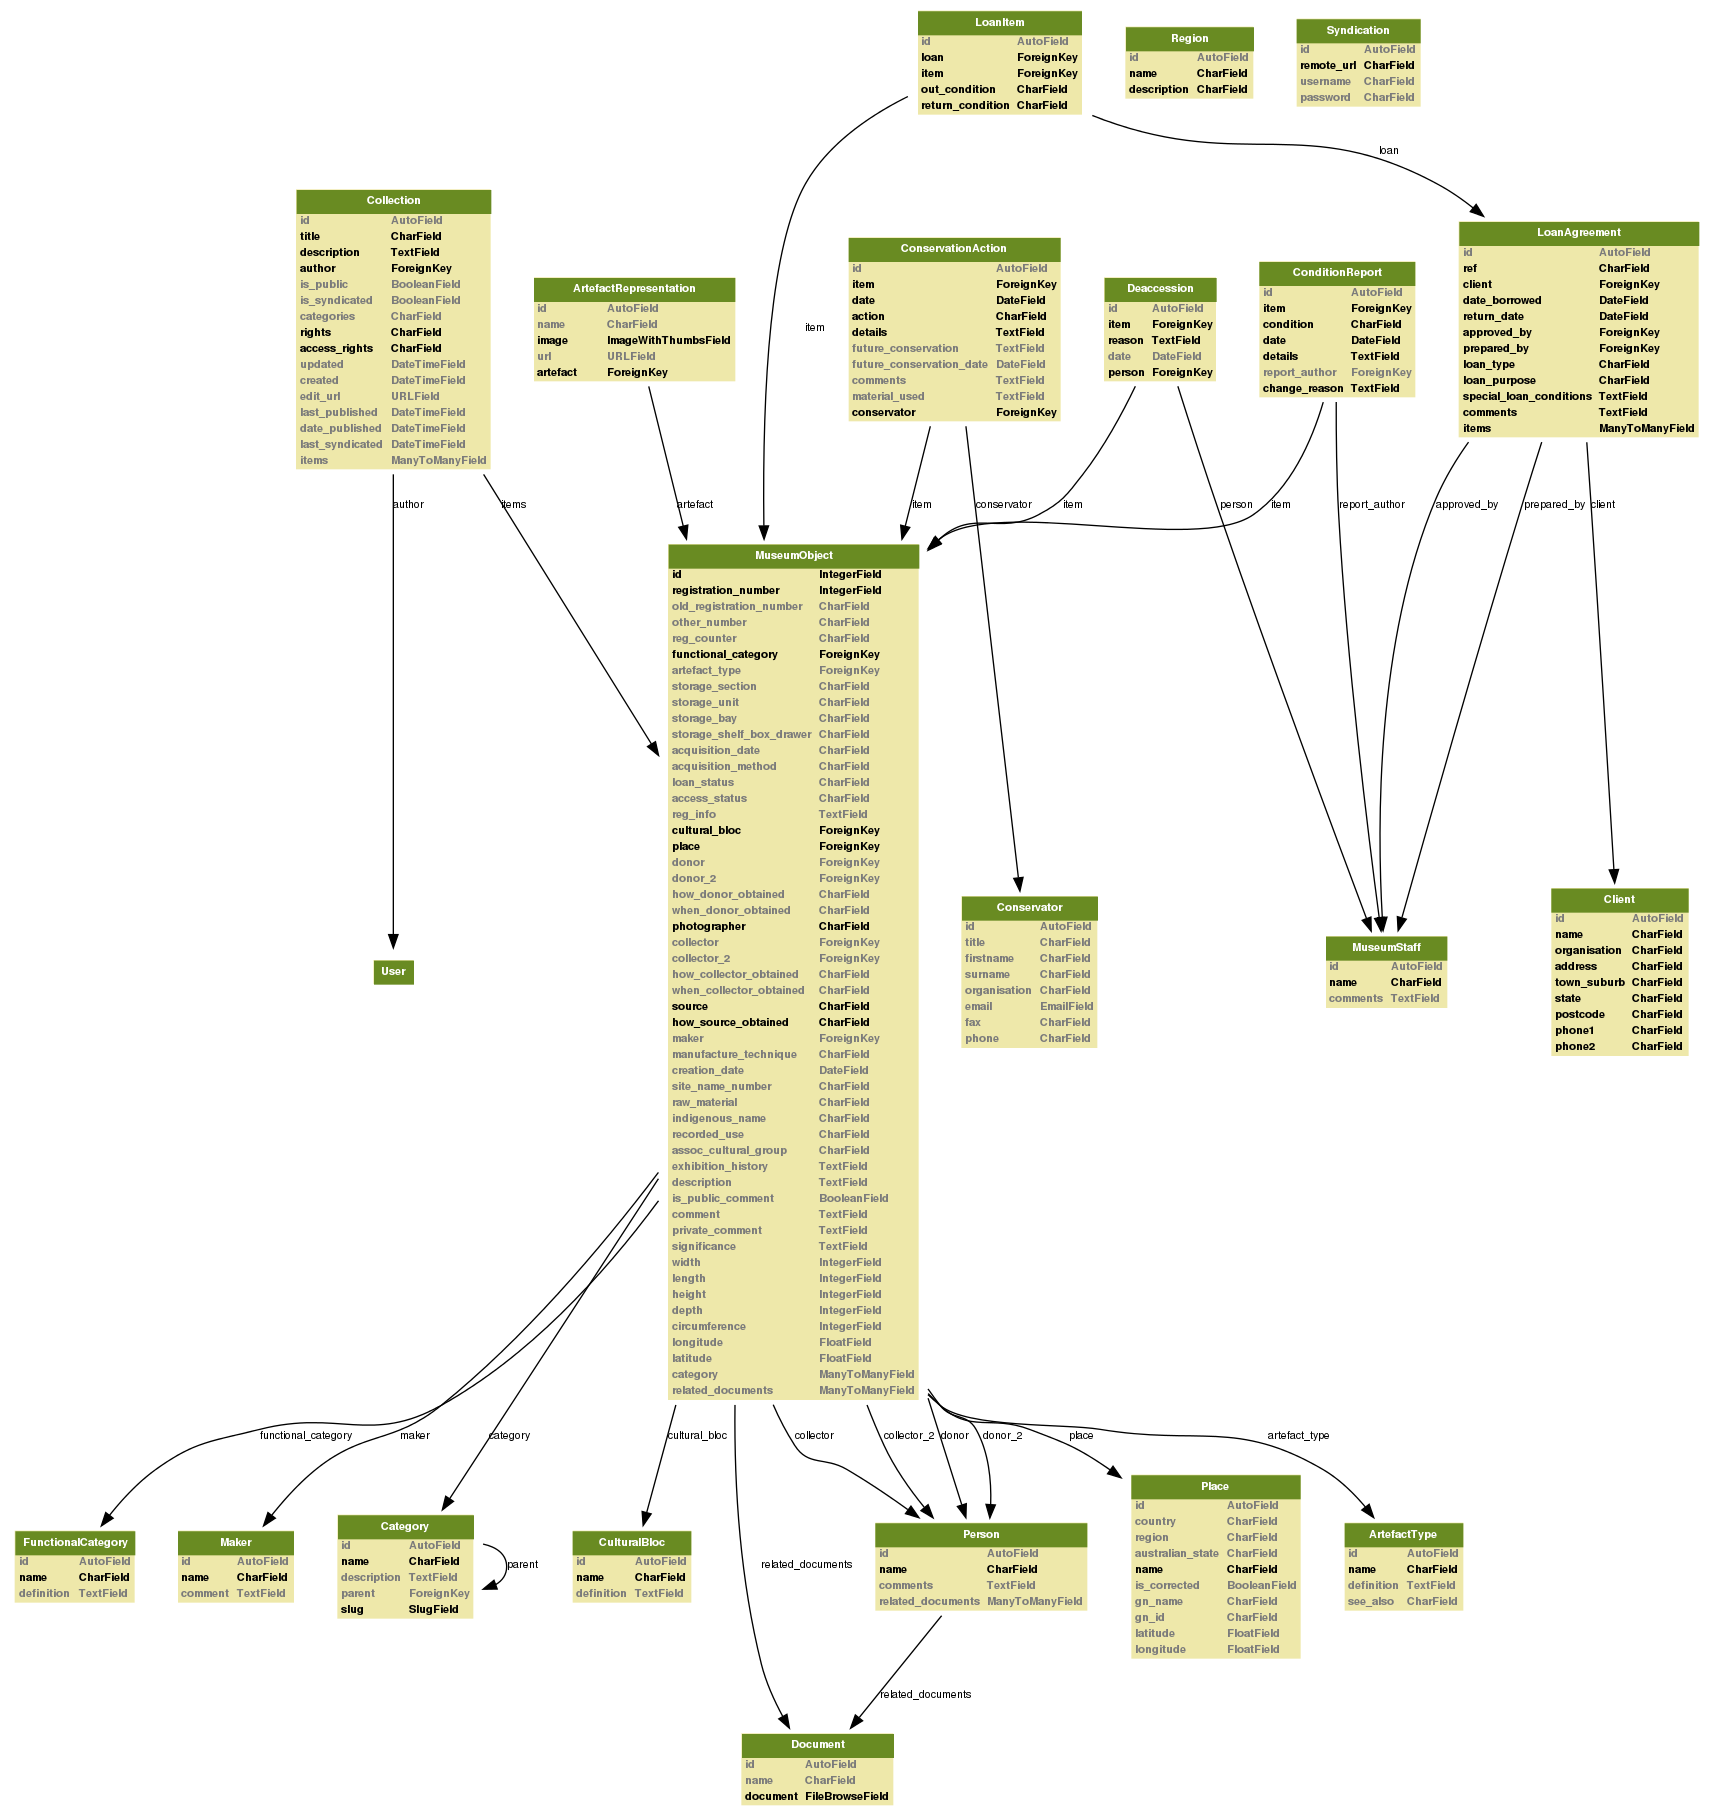 LoanItem
id AutoField
loan ForeignKey
item ForeignKey
out_condition CharField
return_condition CharField
Region
id AutoField
name CharField
description CharField
Syndication
id AutoField
remote_url CharField
username CharField
password CharField
loan
item
Collection
id AutoField
title CharField
description TextField
author ForeignKey
is_public BooleanField
is_syndicated BooleanField
categories CharField
rights CharField
access_rights CharField
updated DateTimeField
created DateTimeField
edit_url URLField
last_published DateTimeField
date_published DateTimeField
last_syndicated DateTimeField
items ManyToManyField
ArtefactRepresentation
id AutoField
name CharField
image ImageWithThumbsField
url URLField
artefact ForeignKey
ConservationAction
id AutoField
item ForeignKey
date DateField
action CharField
details TextField
future_conservation TextField
future_conservation_date DateField
comments TextField
material_used TextField
conservator ForeignKey
Deaccession
id AutoField
item ForeignKey
reason TextField
date DateField
person ForeignKey
ConditionReport
id AutoField
item ForeignKey
condition CharField
date DateField
details TextField
report_author ForeignKey
change_reason TextField
LoanAgreement
id AutoField
ref CharField
client ForeignKey
date_borrowed DateField
return_date DateField
approved_by ForeignKey
prepared_by ForeignKey
loan_type CharField
loan_purpose CharField
special_loan_conditions TextField
comments TextField
items ManyToManyField
author
items
artefact
item
conservator
item
person
item
report_author
approved_by
prepared_by
client
MuseumObject
id IntegerField
registration_number IntegerField
old_registration_number CharField
other_number CharField
reg_counter CharField
functional_category ForeignKey
artefact_type ForeignKey
storage_section CharField
storage_unit CharField
storage_bay CharField
storage_shelf_box_drawer CharField
acquisition_date CharField
acquisition_method CharField
loan_status CharField
access_status CharField
reg_info TextField
cultural_bloc ForeignKey
place ForeignKey
donor ForeignKey
donor_2 ForeignKey
how_donor_obtained CharField
when_donor_obtained CharField
photographer CharField
collector ForeignKey
collector_2 ForeignKey
how_collector_obtained CharField
when_collector_obtained CharField
source CharField
how_source_obtained CharField
maker ForeignKey
manufacture_technique CharField
creation_date DateField
site_name_number CharField
raw_material CharField
indigenous_name CharField
recorded_use CharField
assoc_cultural_group CharField
exhibition_history TextField
description TextField
is_public_comment BooleanField
comment TextField
private_comment TextField
significance TextField
width IntegerField
length IntegerField
height IntegerField
depth IntegerField
circumference IntegerField
longitude FloatField
latitude FloatField
category ManyToManyField
related_documents ManyToManyField
User
Conservator
id AutoField
title CharField
firstname CharField
surname CharField
organisation CharField
email EmailField
fax CharField
phone CharField
MuseumStaff
id AutoField
name CharField
comments TextField
Client
id AutoField
name CharField
organisation CharField
address CharField
town_suburb CharField
state CharField
postcode CharField
phone1 CharField
phone2 CharField
functional_category
maker
category
cultural_bloc
collector
collector_2
donor
donor_2
place
artefact_type
FunctionalCategory
id AutoField
name CharField
definition TextField
Maker
id AutoField
name CharField
comment TextField
Category
id AutoField
name CharField
description TextField
parent ForeignKey
slug SlugField
parent
CulturalBloc
id AutoField
name CharField
definition TextField
related_documents
Person
id AutoField
name CharField
comments TextField
related_documents ManyToManyField
Place
id AutoField
country CharField
region CharField
australian_state CharField
name CharField
is_corrected BooleanField
gn_name CharField
gn_id CharField
latitude FloatField
longitude FloatField
ArtefactType
id AutoField
name CharField
definition TextField
see_also CharField
related_documents
Document
id AutoField
name CharField
document FileBrowseField